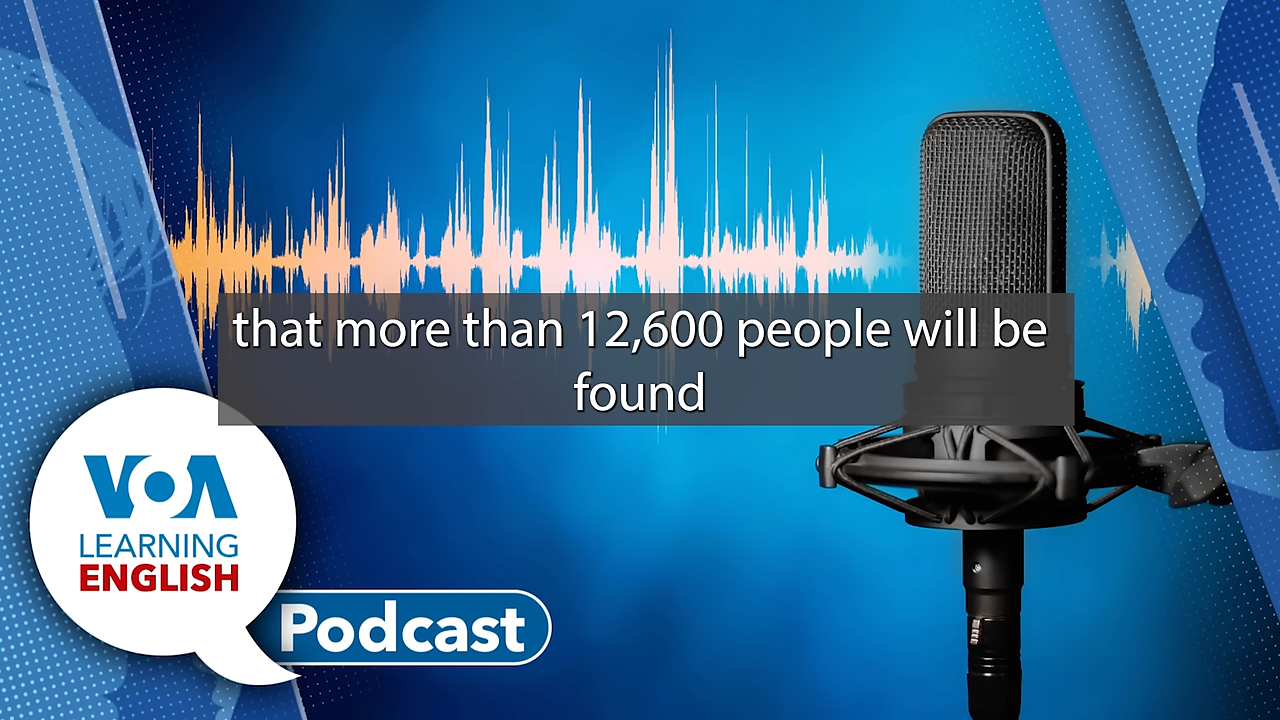 that more than 12,600 people will be
found
VOA
LEARNING
ENGLISH
Podcast